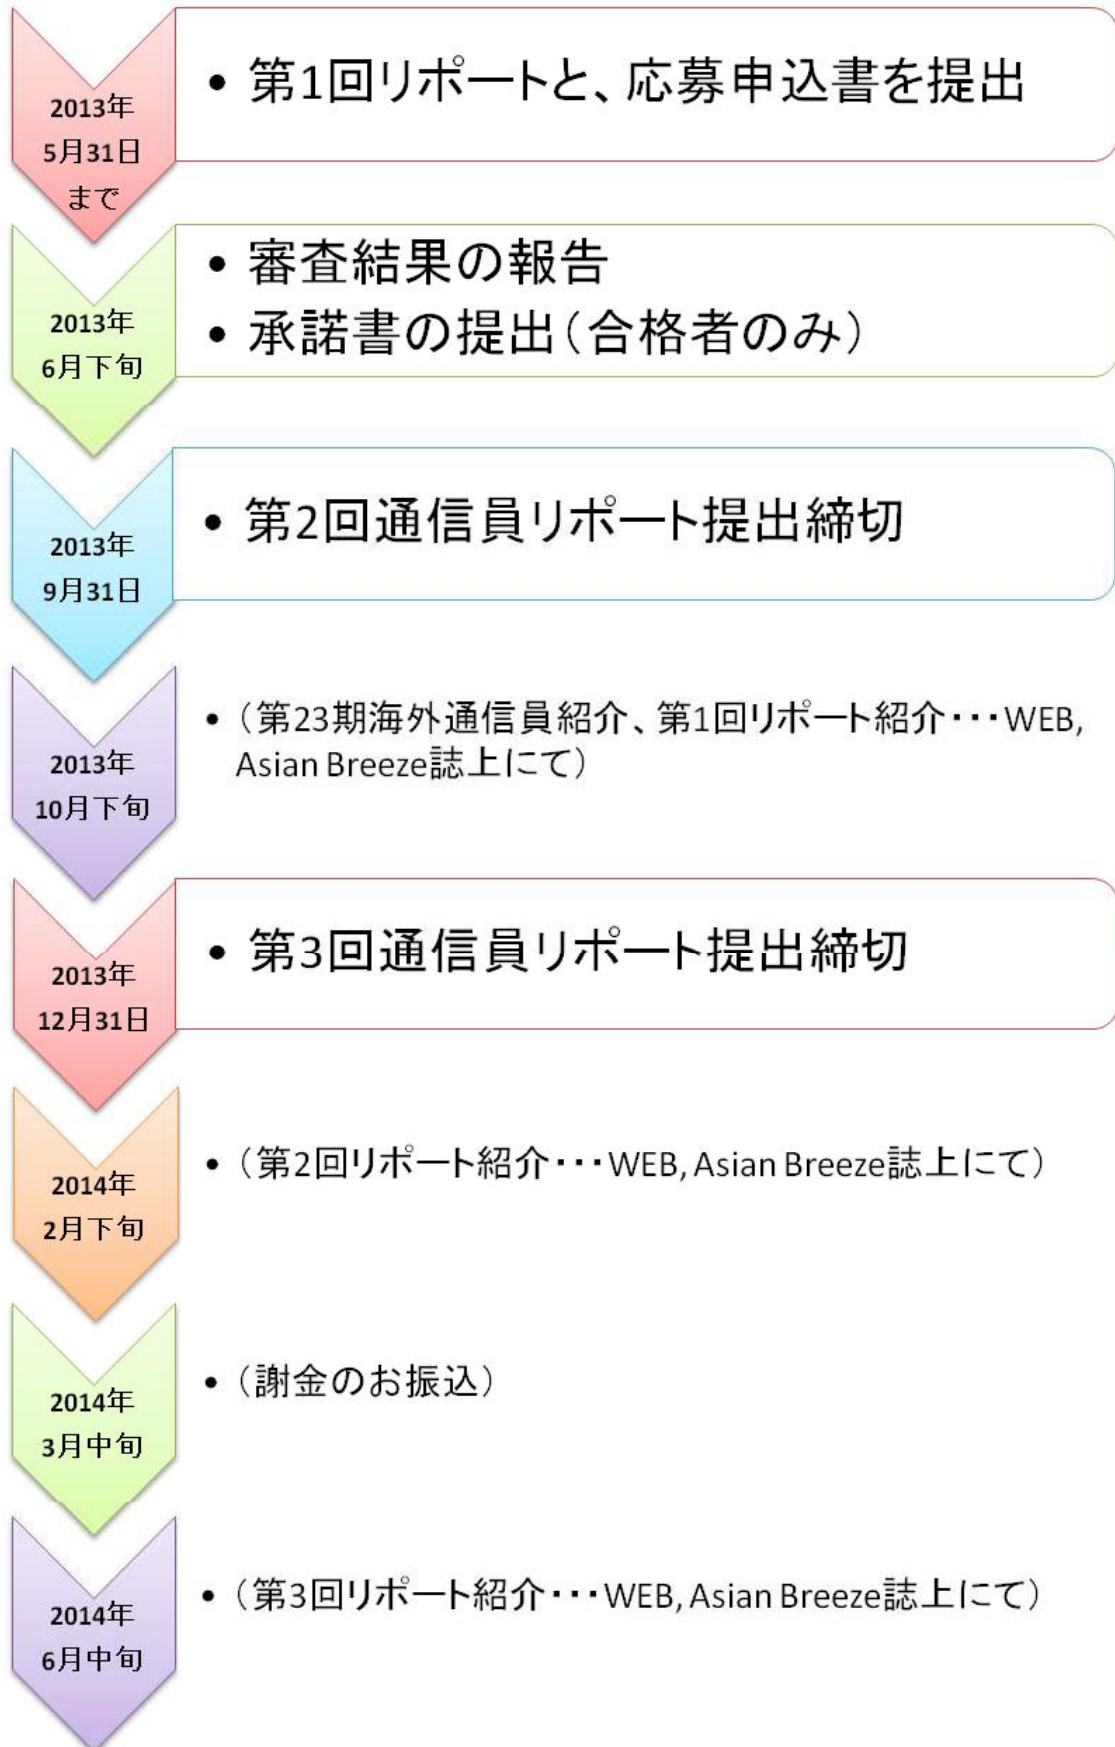 2013年
5月31日
まで
• 第1回リポートと、応募申込書を提出
2013年
6月下旬
• 審査結果の報告
• 承諾書の提出（合格者のみ）
2013年
9月31日
• 第2回通信員リポート提出締切
2013年
10月下旬
• （第23期海外通信員紹介、第1回リポート紹介・・・WEB,
Asian Breeze誌上にて）
2013年
12月31日
• 第3回通信員リポート提出締切
2014年
2月下旬
• （第2回リポート紹介・・・WEB, Asian Breeze誌上にて）
2014年
3月中旬
• （謝金のお振込）
2014年
6月中旬
• （第3回リポート紹介・・・WEB, Asian Breeze誌上にて）